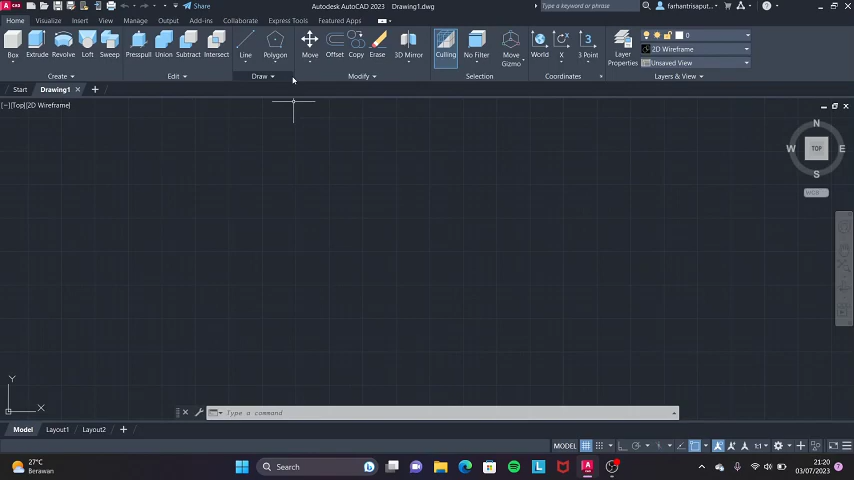 CAD Share Autodesk AutoCAD 2023 Drawing1.dwg Type a keyword or phrase farhantrisaput...
Home Visualize Insert View Manage Output Add-ins Collaborate Express Tools Featured Apps
Box Extrude Revolve Loft Sweep Presspull Union Subtract Intersect Line Polygon Move Offset Copy Erase 3D Mirror Culling No Filter Move Gizmo World X 3 Point Layer Properties
0
2D Wireframe
Unsaved View
Create Edit Draw Modify Selection Coordinates Layers & View
Start Drawing1
[−][Top][2D Wireframe]
N
W TOP E
S
WCS
Y
X
Type a command
Model Layout1 Layout2
MODEL 1:1
27°C
Berawan
Search
21:20
03/07/2023